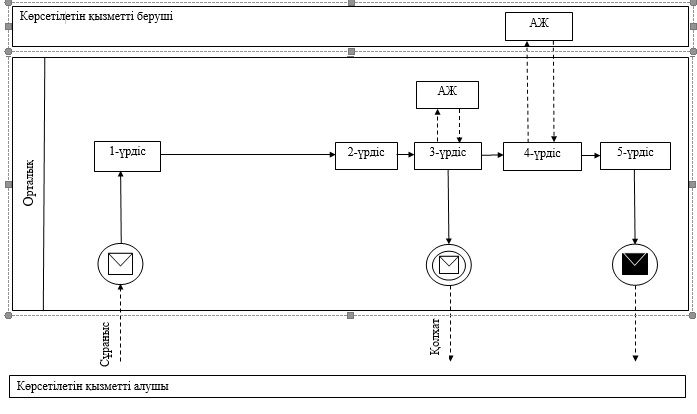 Көрсетілетін қызметті беруші
АЖ
АЖ
1-үрдіс
2-үрдіс
3-үрдіс
4-үрдіс
5-үрдіс
Орталық
Сұраныс
Қолхат
Көрсетілетін қызметті алушы